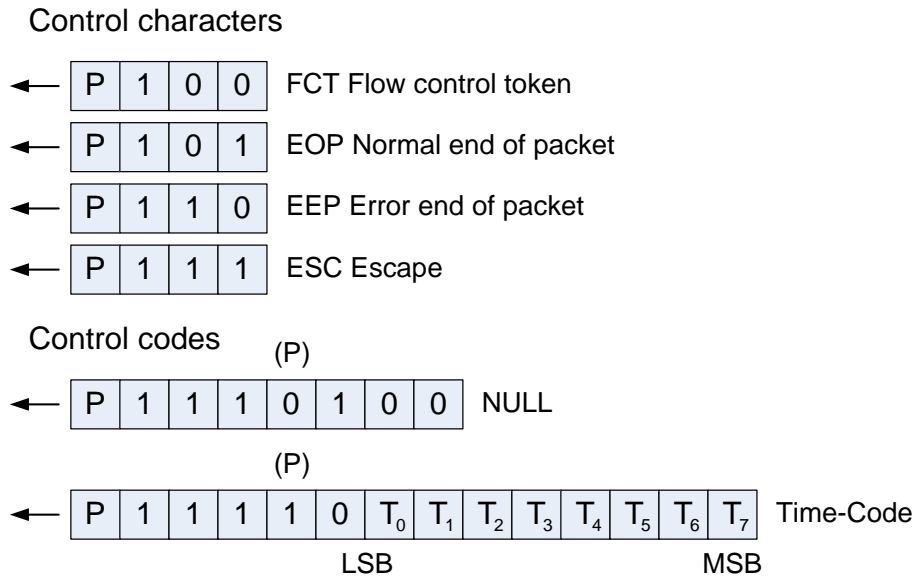 Control characters
P 1 0 0 FCT Flow control token
P 1 0 1 EOP Normal end of packet
P 1 1 0 EEP Error end of packet
P 1 1 1 ESC Escape
Control codes
(P)
P 1 1 1 0 1 0 0 NULL
(P)
P 1 1 1 1 0 T0 T1 T2 T3 T4 T5 T6 T7 Time-Code
LSB MSB